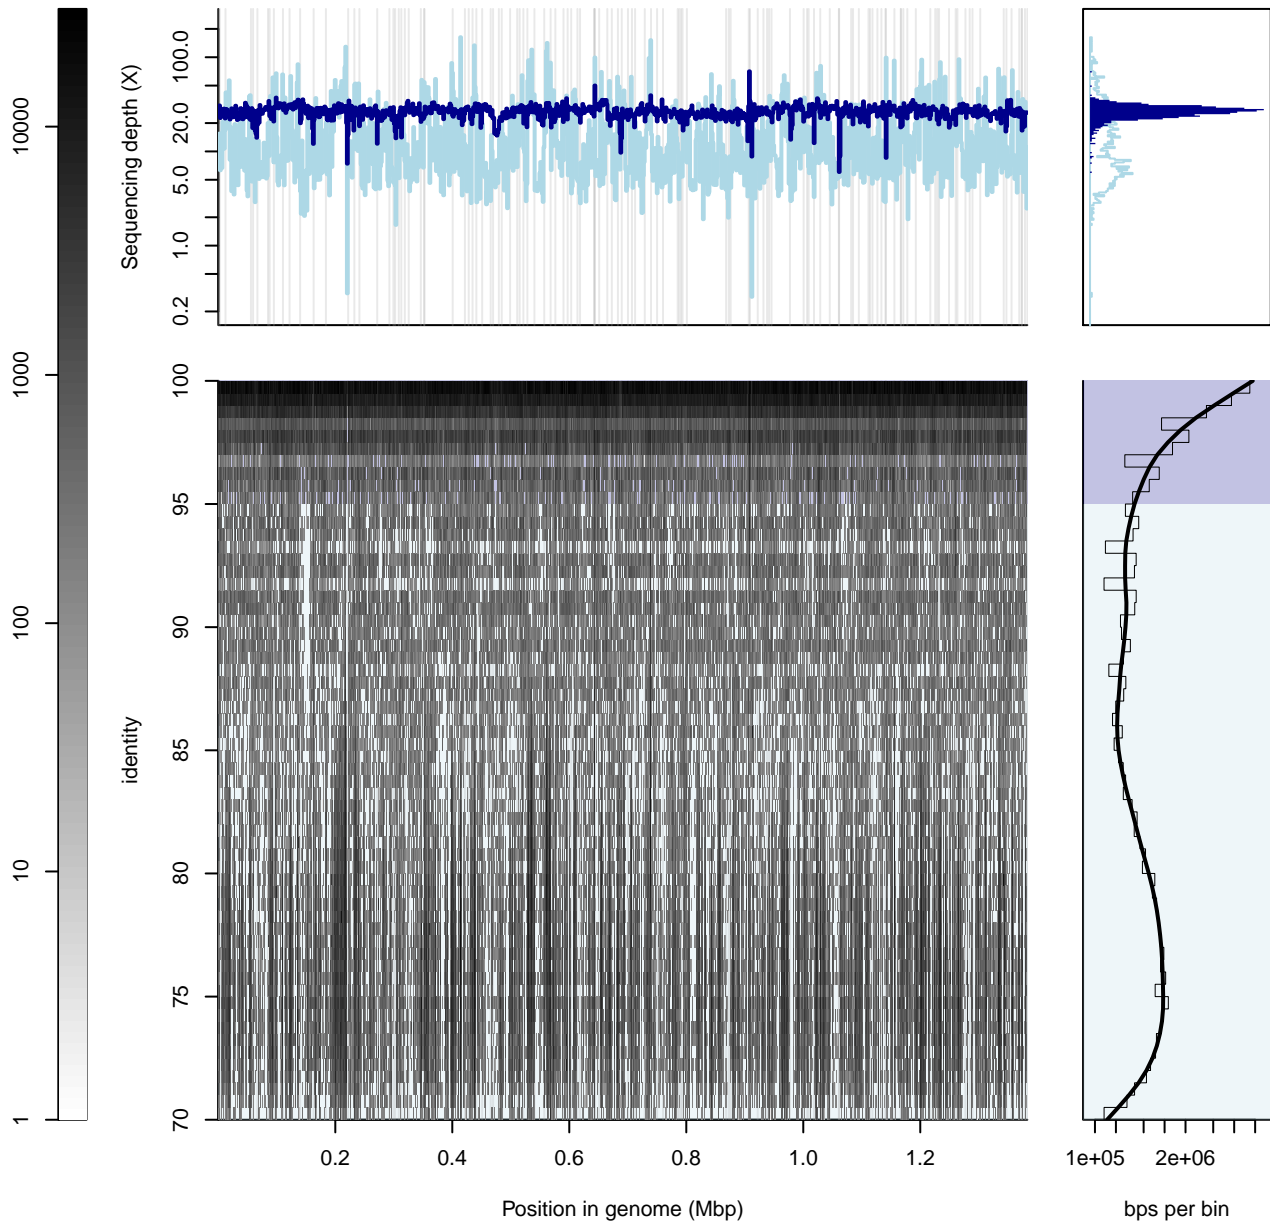 10000
1000
100
10
1
Sequencing depth (X)
100.0
20.0
5.0
1.0
0.2
identity
100
95
90
85
80
75
70
0.2 0.4 0.6 0.8 1.0 1.2
Position in genome (Mbp)
1e+05 2e+06
bps per bin